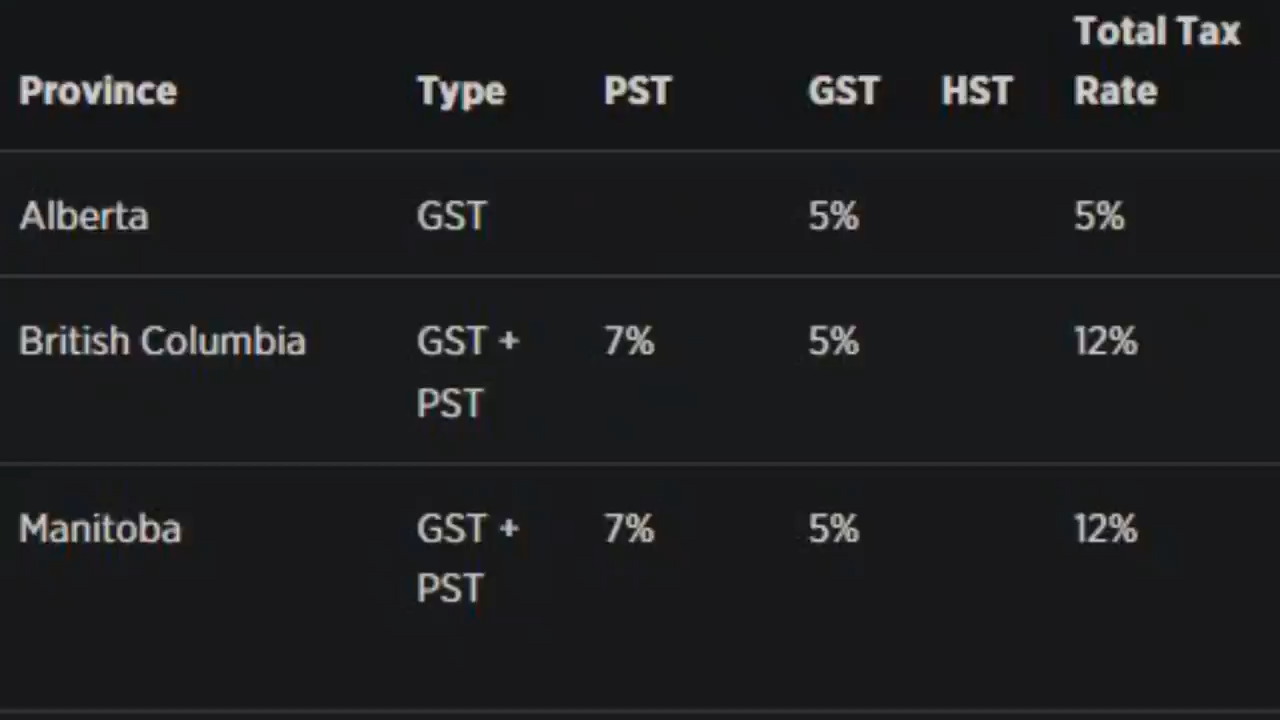 Total Tax
Province Type PST GST HST Rate
Alberta GST 5% 5%
British Columbia GST + 7% 5% 12%
PST
Manitoba GST + 7% 5% 12%
PST